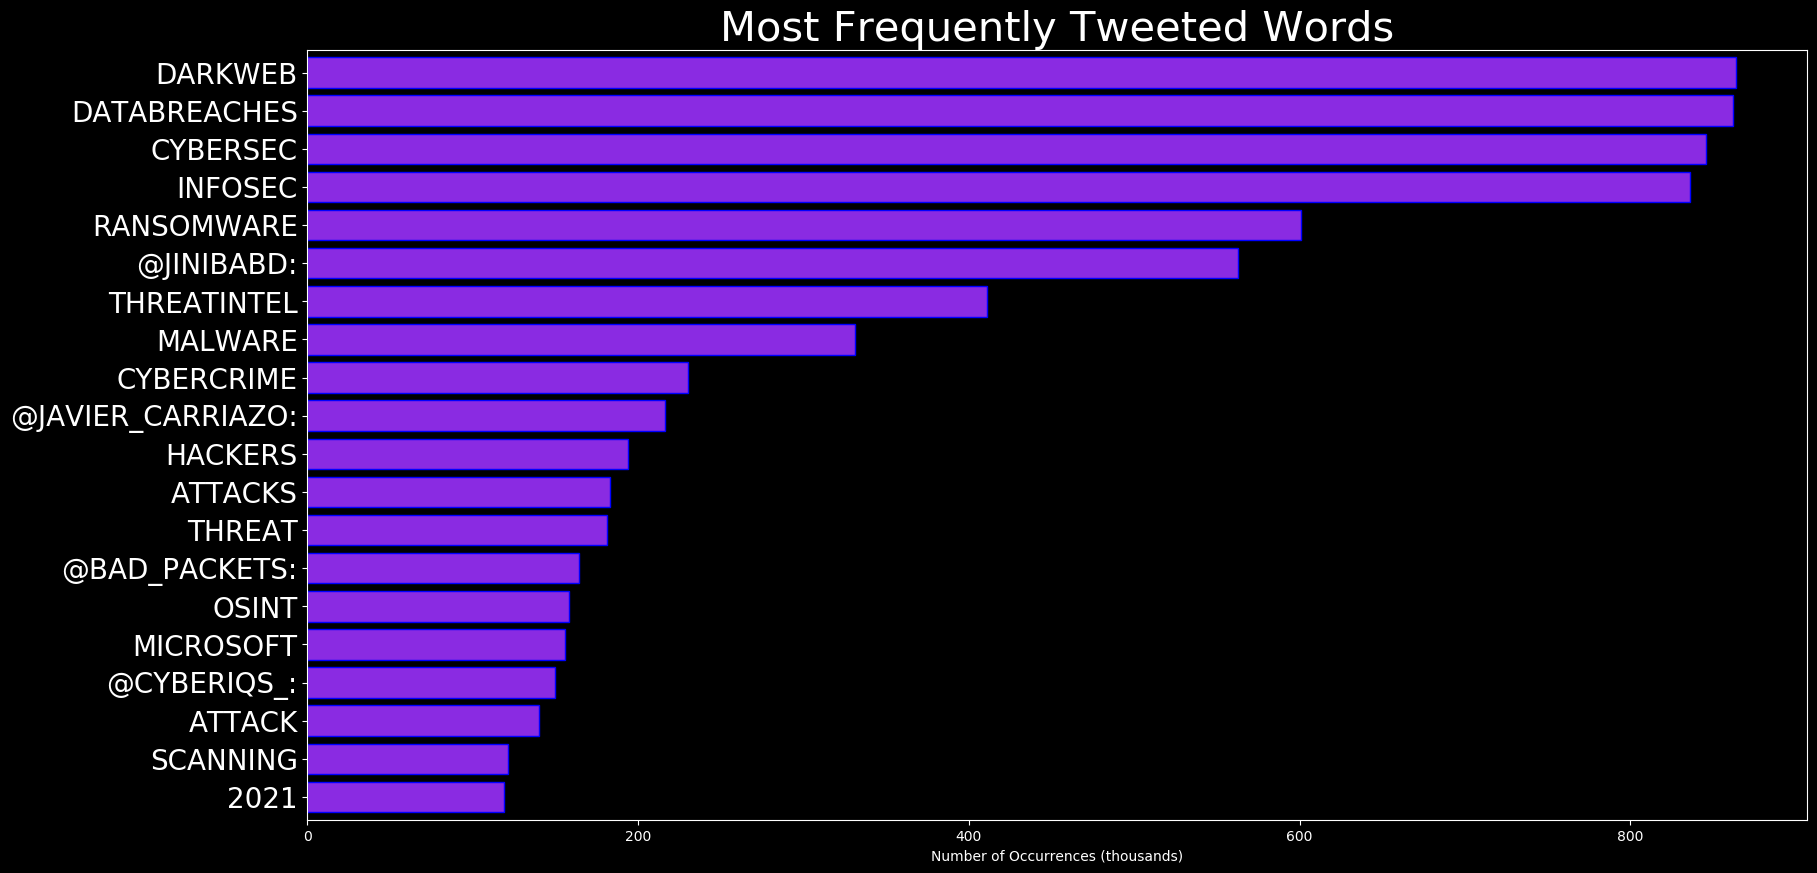 Most Frequently Tweeted Words
DARKWEB
DATABREACHES
CYBERSEC
INFOSEC
RANSOMWARE
@JINIBABD:
THREATINTEL
MALWARE
CYBERCRIME
@JAVIER_CARRIAZO:
HACKERS
ATTACKS
THREAT
@BAD_PACKETS:
OSINT
MICROSOFT
@CYBERIQS_:
ATTACK
SCANNING
2021
0 200 400 600 800
Number of Occurrences (thousands)